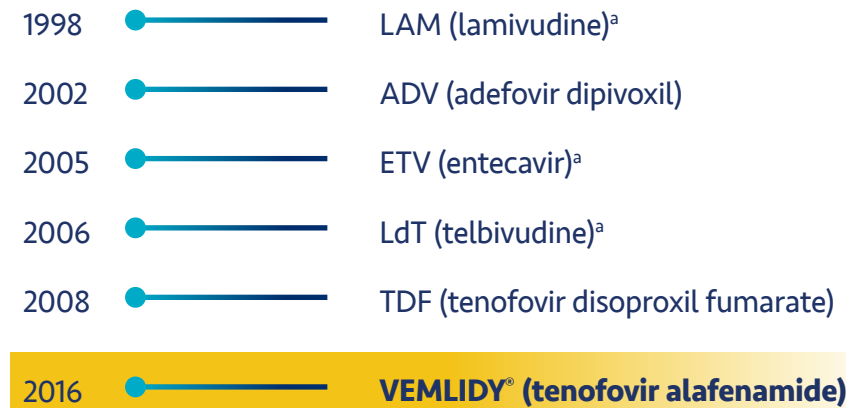 1998 LAM (lamivudine)ª
2002 ADV (adefovir dipivoxil)
2005 ETV (entecavir)ª
2006 LdT (telbivudine)ª
2008 TDF (tenofovir disoproxil fumarate)
2016 VEMLIDY® (tenofovir alafenamide)